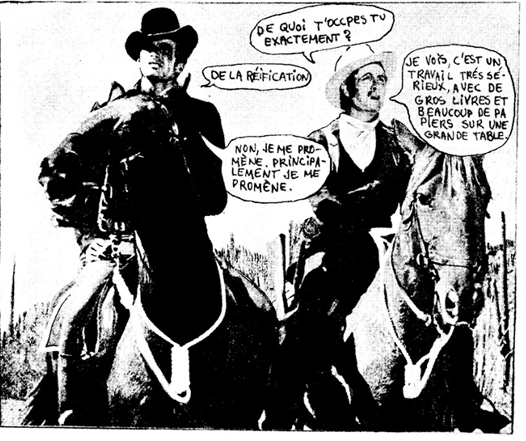 DE QUOI T'OCCPES TU
EXACTEMENT?
DE LA RÉIFICATION
JE VOIS, C'EST UN
TRAVAIL TRÉS SÉ-
RIEUX, AVEC DE
GROS LIVRES ET
BEAUCOUP DE PA
PIERS SUR UNE
GRANDE TABLE.
NON, JE ME PRO-
MÈNE. PRINCIPA-
LEMENT JE ME
PROMÈNE.